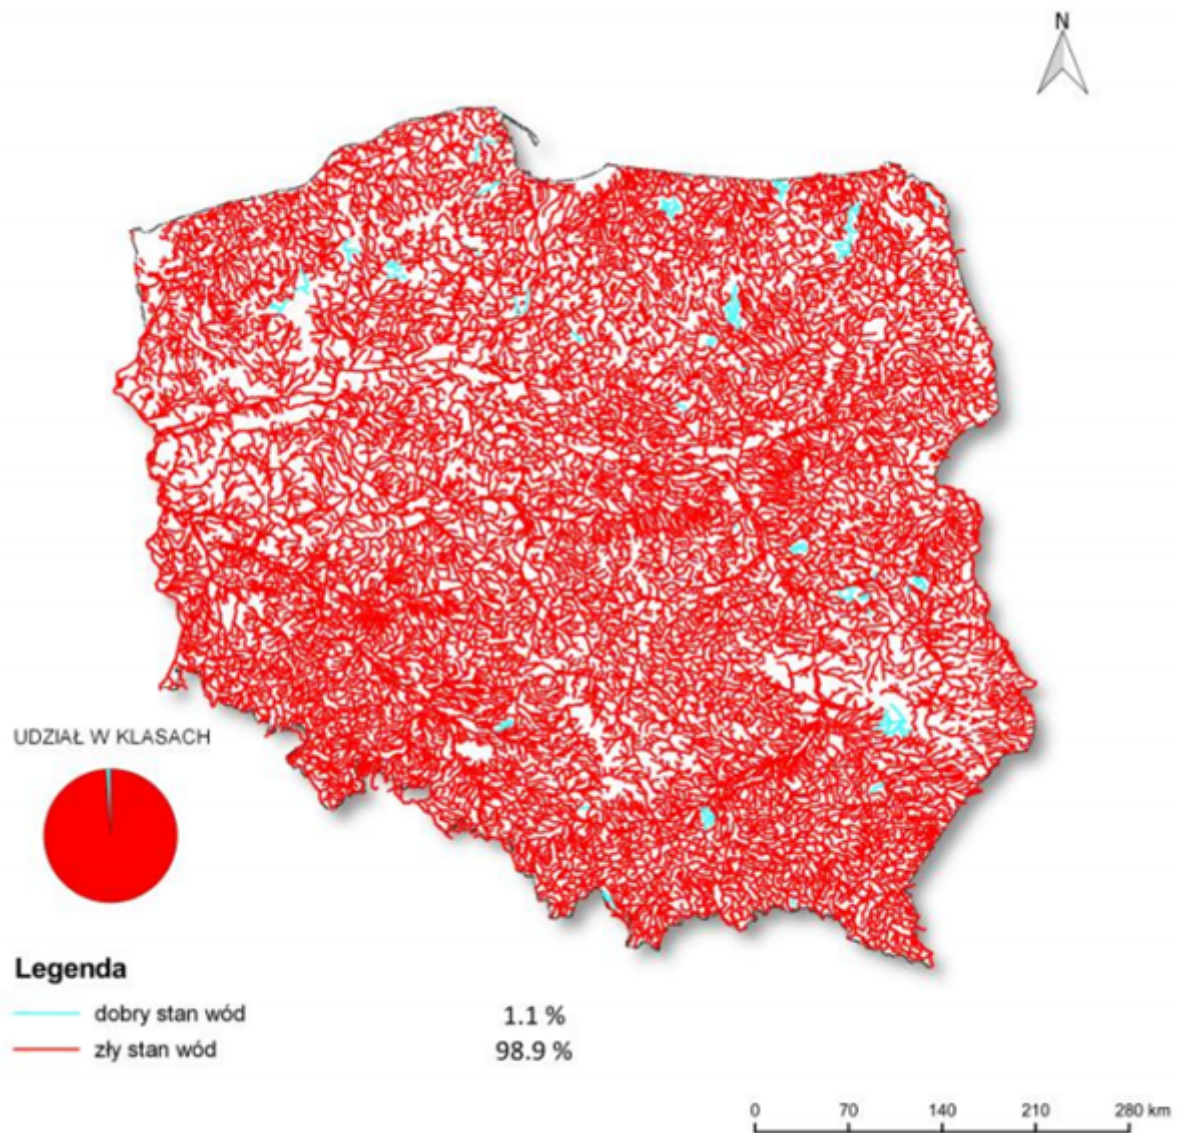 N
UDZIAŁ W KLASACH
Legenda
dobry stan wód 1.1 %
zły stan wód 98.9 %
0 70 140 210 280 km